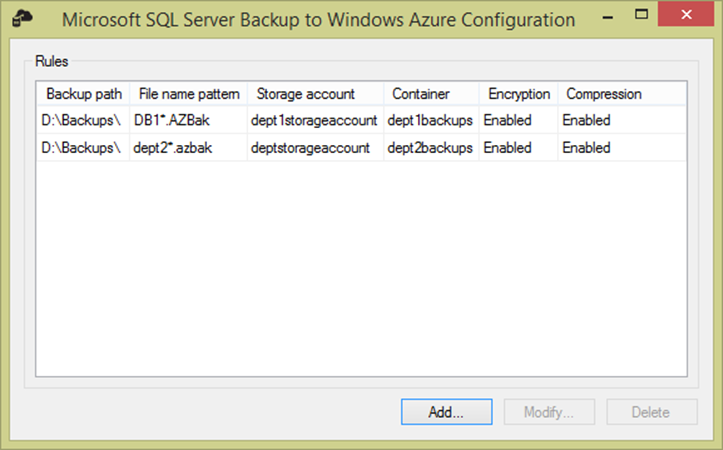 Microsoft SQL Server Backup to Windows Azure Configuration
Rules
Backup path File name pattern Storage account Container Encryption Compression
D:\Backups\ DB1*.AZBak dept1storageaccount dept1backups Enabled Enabled
D:\Backups\ dept2*.azbak deptstorageaccount dept2backups Enabled Enabled
Add... Modify... Delete